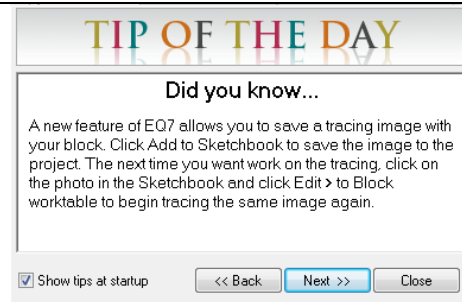 TIP OF THE DAY
Did you know...
A new feature of EQ7 allows you to save a tracing image with
your block. Click Add to Sketchbook to save the image to the
project. The next time you want work on the tracing, click on
the photo in the Sketchbook and click Edit > to Block
worktable to begin tracing the same image again.
Show tips at startup << Back Next >> Close